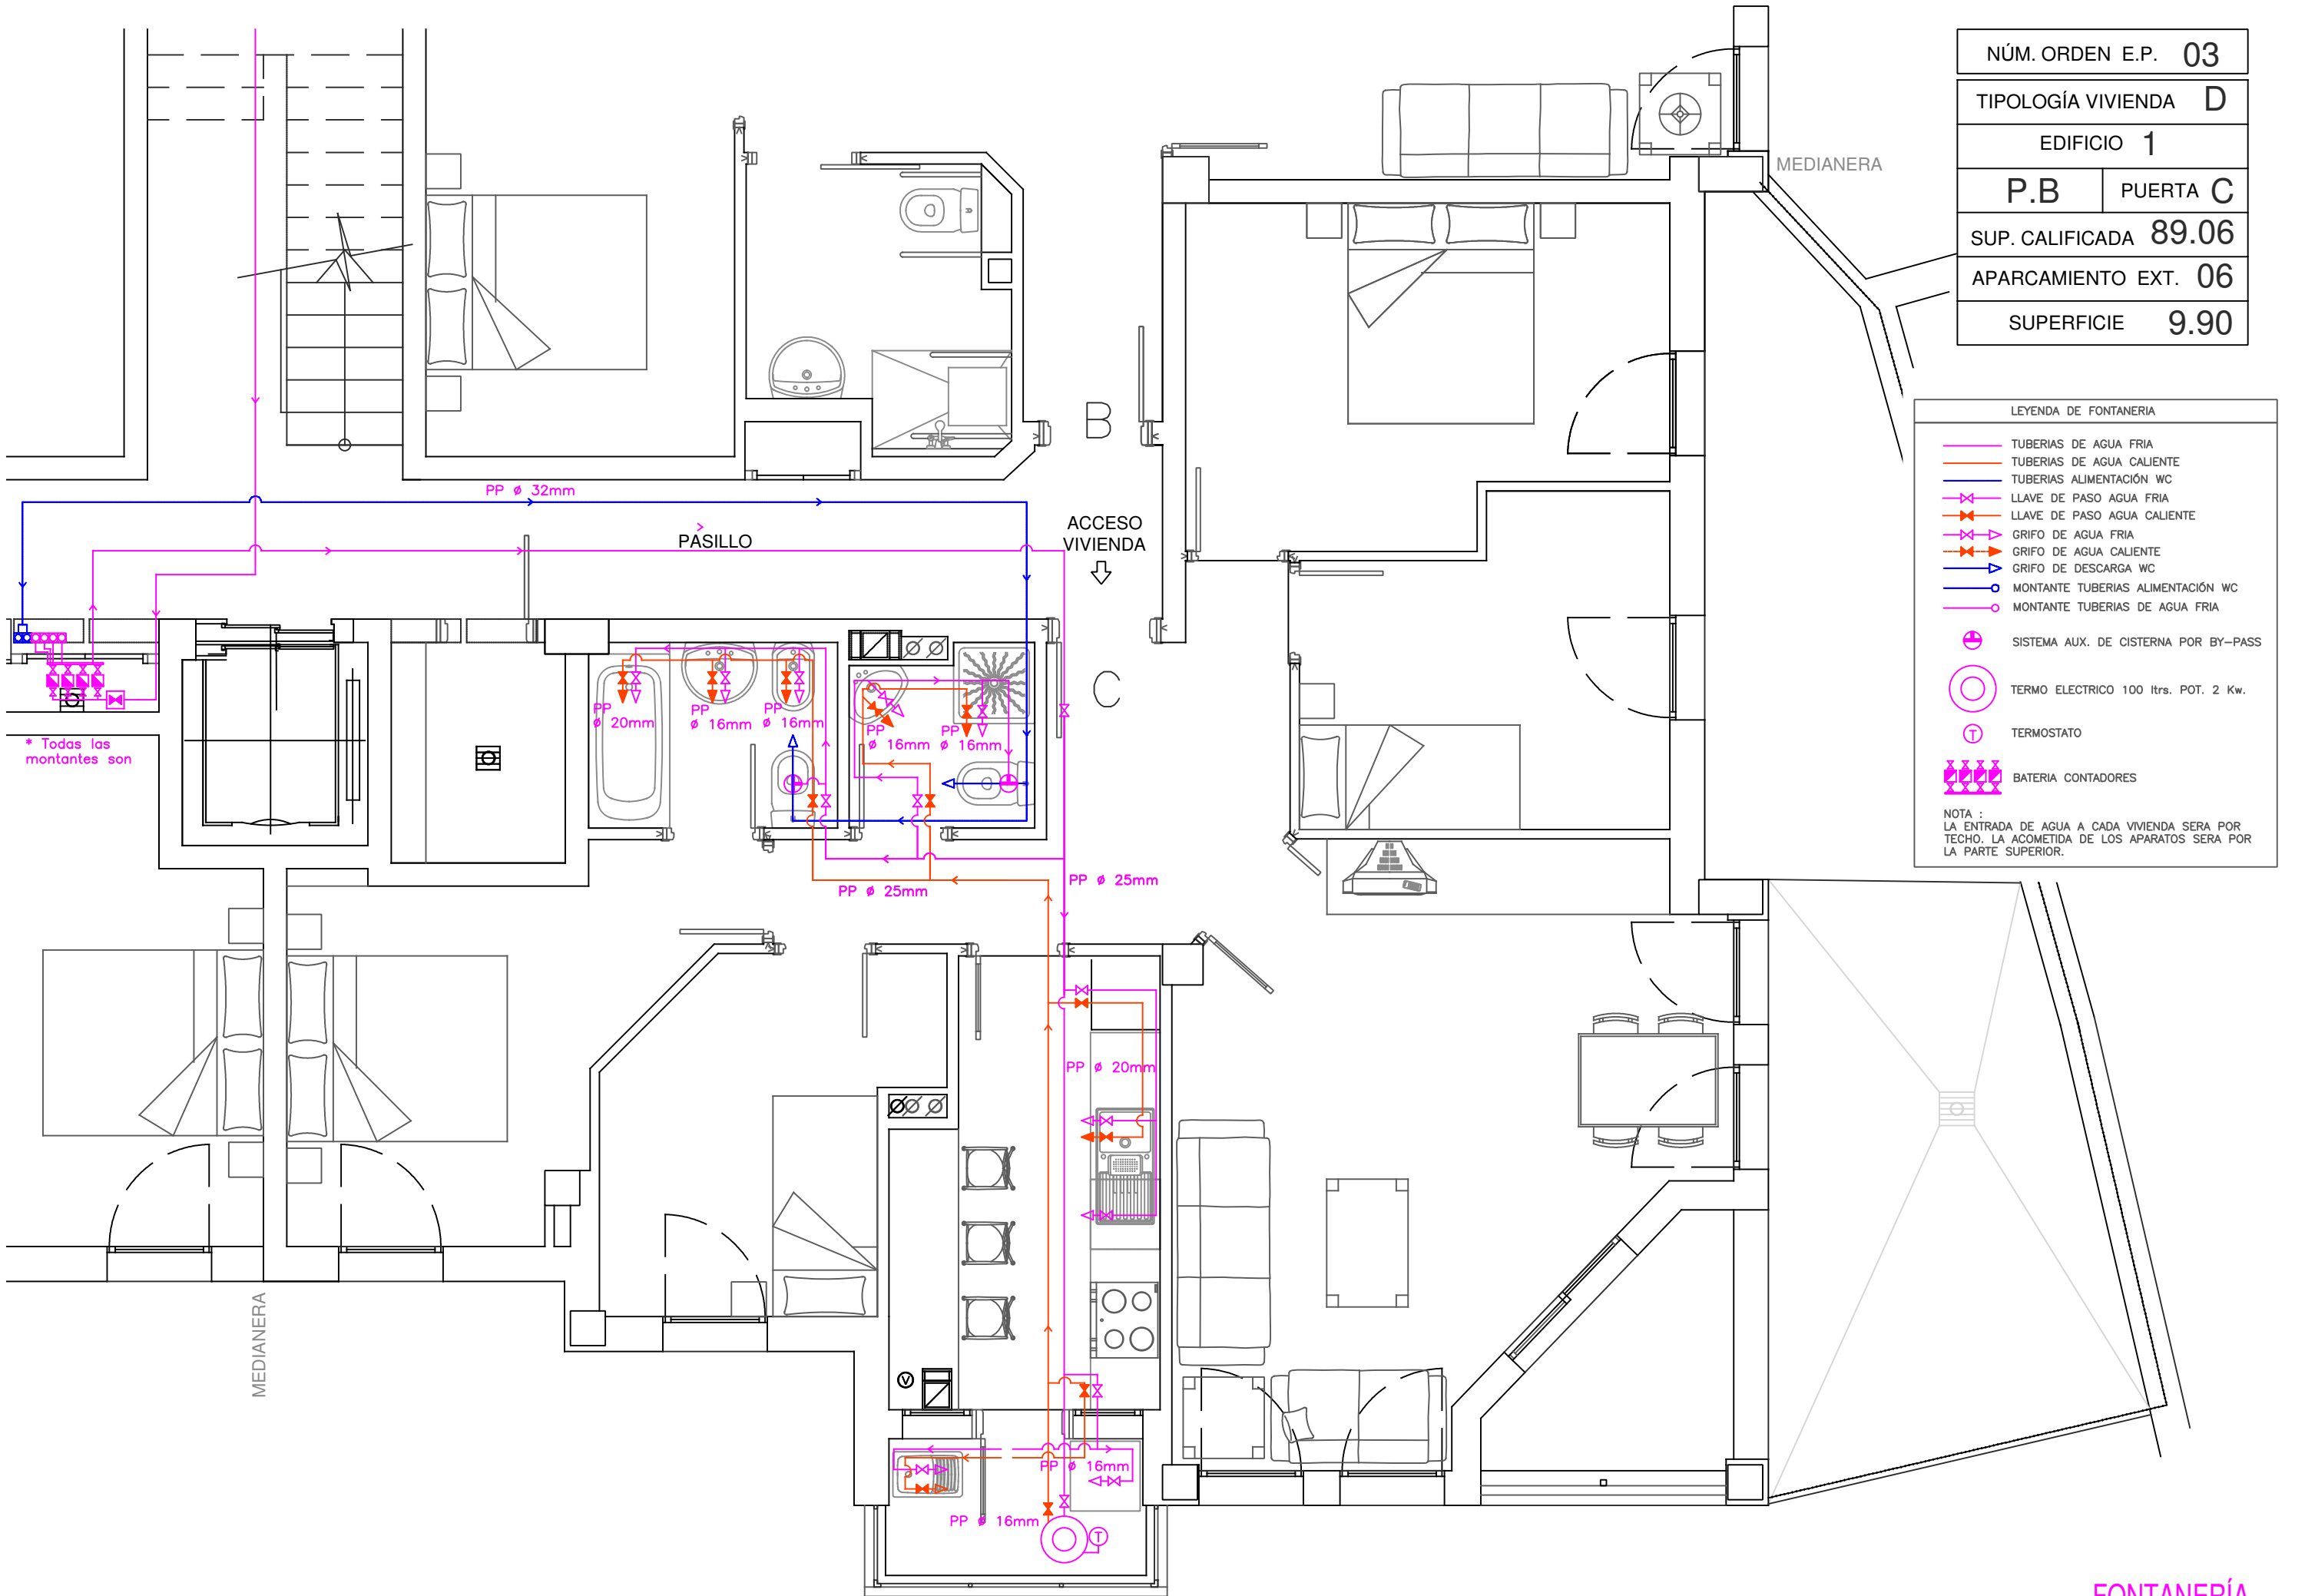 NÚM. ORDEN E.P. 03
TIPOLOGÍA VIVIENDA D
EDIFICIO 1
P.B PUERTA C
SUP. CALIFICADA 89.06
APARCAMIENTO EXT. 06
SUPERFICIE 9.90
MEDIANERA
LEYENDA DE FONTANERIA
TUBERIAS DE AGUA FRIA
TUBERIAS DE AGUA CALIENTE
TUBERIAS ALIMENTACIÓN WC
LLAVE DE PASO AGUA FRIA
LLAVE DE PASO AGUA CALIENTE
GRIFO DE AGUA FRIA
GRIFO DE AGUA CALIENTE
GRIFO DE DESCARGA WC
MONTANTE TUBERIAS ALIMENTACIÓN WC
MONTANTE TUBERIAS DE AGUA FRIA
SISTEMA AUX. DE CISTERNA POR BY-PASS
TERMO ELECTRICO 100 ltrs. POT. 2 Kw.
T TERMOSTATO
BATERIA CONTADORES
NOTA :
LA ENTRADA DE AGUA A CADA VIVIENDA SERA POR
TECHO. LA ACOMETIDA DE LOS APARATOS SERA POR
LA PARTE SUPERIOR.
B
PP ø 32mm
PASILLO
ACCESO
VIVIENDA
C
PP
ø 20mm
PP
ø 16mm
PP
ø 16mm
PP
ø 16mm
PP
ø 16mm
* Todas las
montantes son
PP ø 25mm
PP ø 25mm
PP ø 20mm
MEDIANERA
V
PP ø 16mm
PP ø 16mm
T
FONTANERÍA